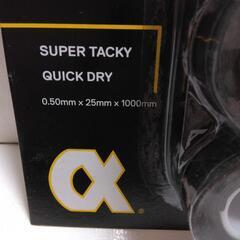 SUPER TACKY
QUICK DRY
0.50mm x 25mm x 1000mm
®